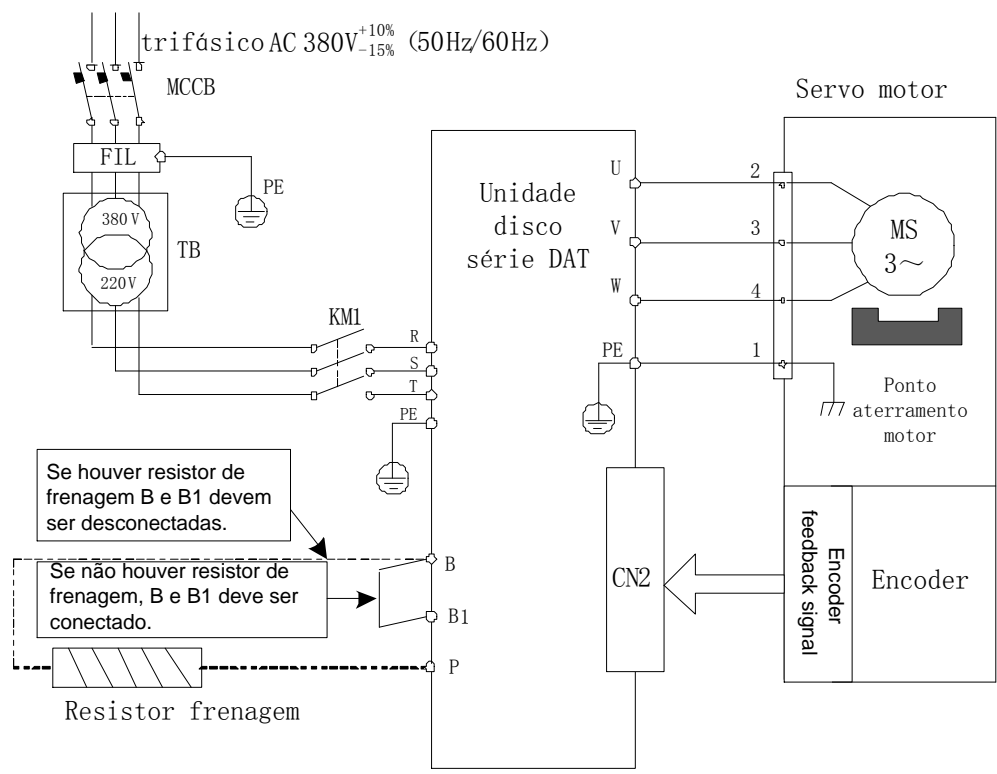 trifásico AC 380V +10% -15% (50Hz/60Hz)
MCCB
Servo motor
FIL
PE
380V
TB
220V
Unidade
disco
série DAT
U
V
W
PE
2
3
4
1
MS
3～
KM1
R
S
T
PE
Ponto
aterramento
motor
Se houver resistor de
frenagem B e B1 devem
ser desconectadas.
Se não houver resistor de
frenagem, B e B1 deve ser
conectado.
B
B1
P
CN2
Encoder
feedback signal
Encoder
Resistor frenagem